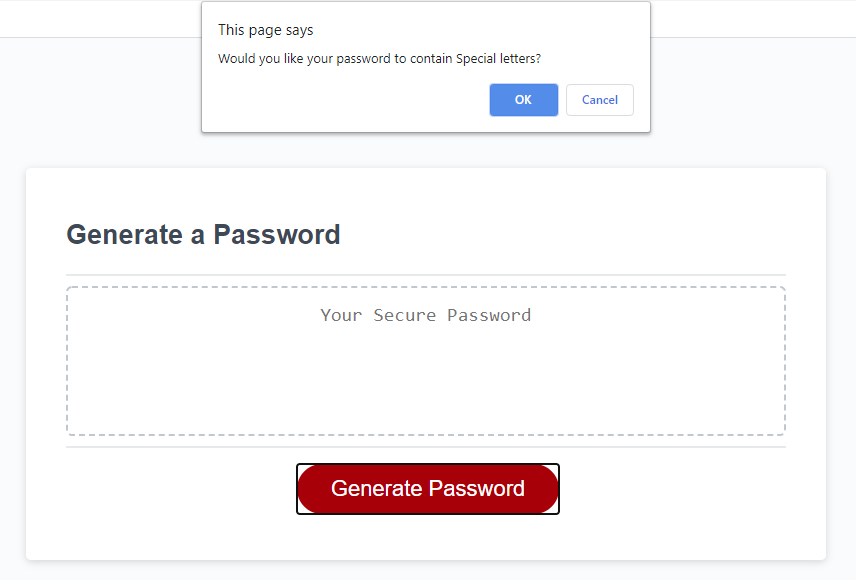 This page says
Would you like your password to contain Special letters?
OK Cancel
Generate a Password
Your Secure Password
Generate Password